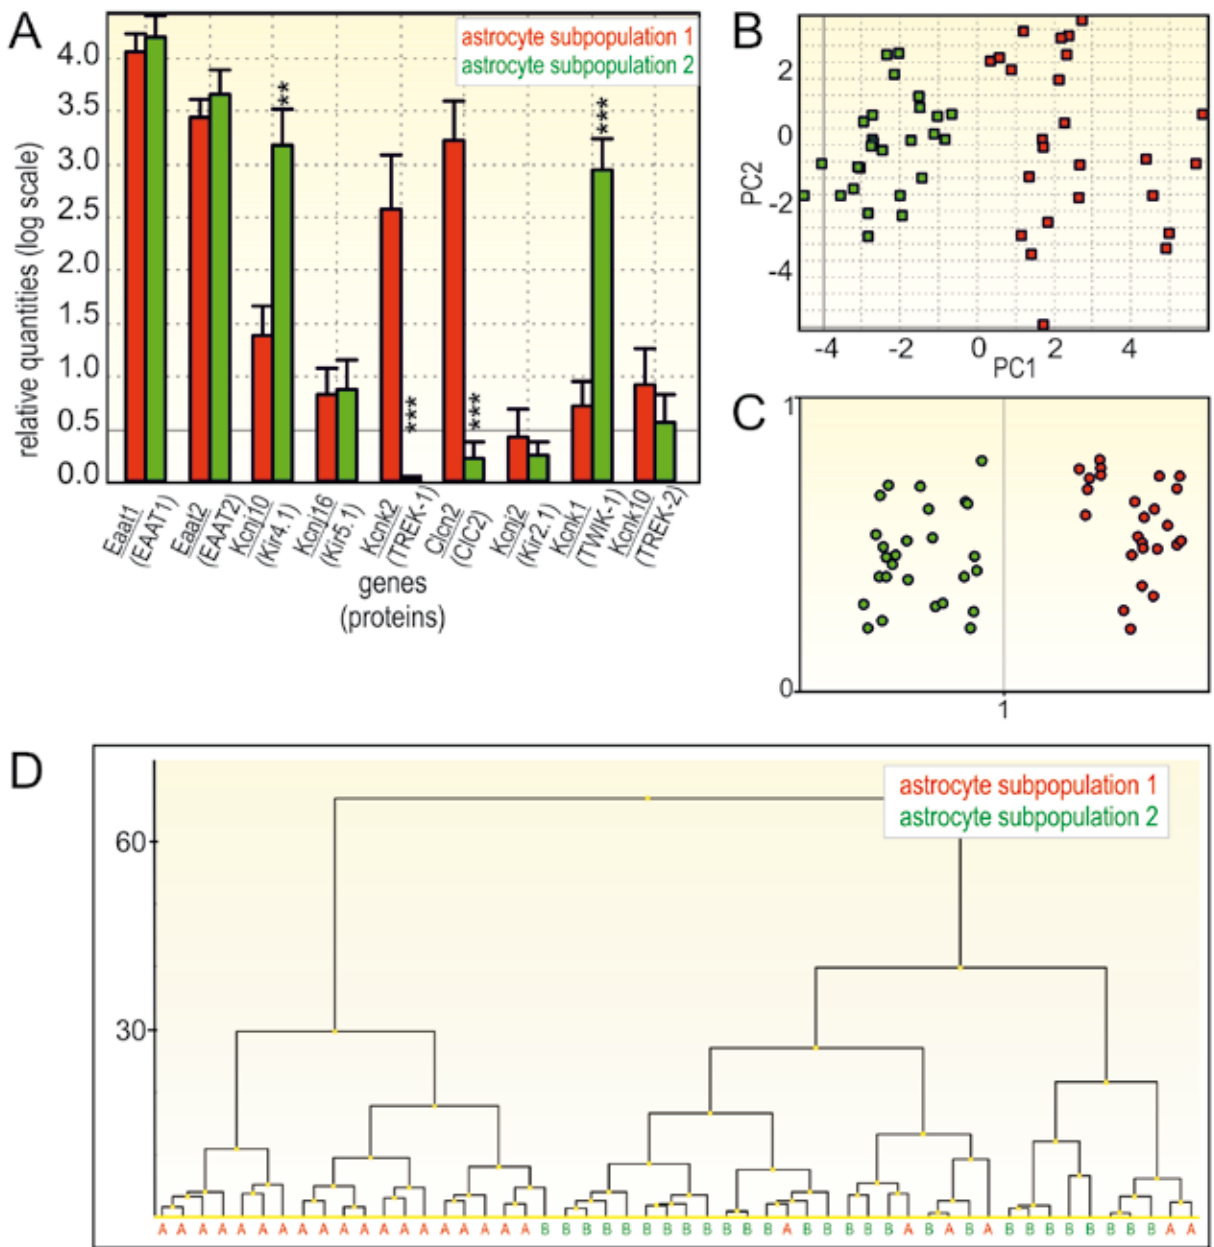 A
astrocyte subpopulation 1
astrocyte subpopulation 2
relative quantities (log scale)
4.0
3.5
3.0
2.5
2.0
1.5
1.0
0.5
0.0
**
***
***
***
Eaat1
(EAAT1)
Eaat2
(EAAT2)
Kcnj10
(Kir4.1)
Kcnj16
(Kir5.1)
Kcnk2
(TREK-1)
Clcn2
(ClC2)
Kcnj2
(Kir2.1)
Kcnk1
(TWIK-1)
Kcnk10
(TREK-2)
genes
(proteins)
B
PC2
2
0
-2
-4
-4 -2 0 2 4
PC1
C
1
0
1
D
astrocyte subpopulation 1
astrocyte subpopulation 2
60
30
A A A A A A A A A A A A A A A A A A A B B B B B B B B B B B B A B B B B B A B A B A B B B B B B B B A A